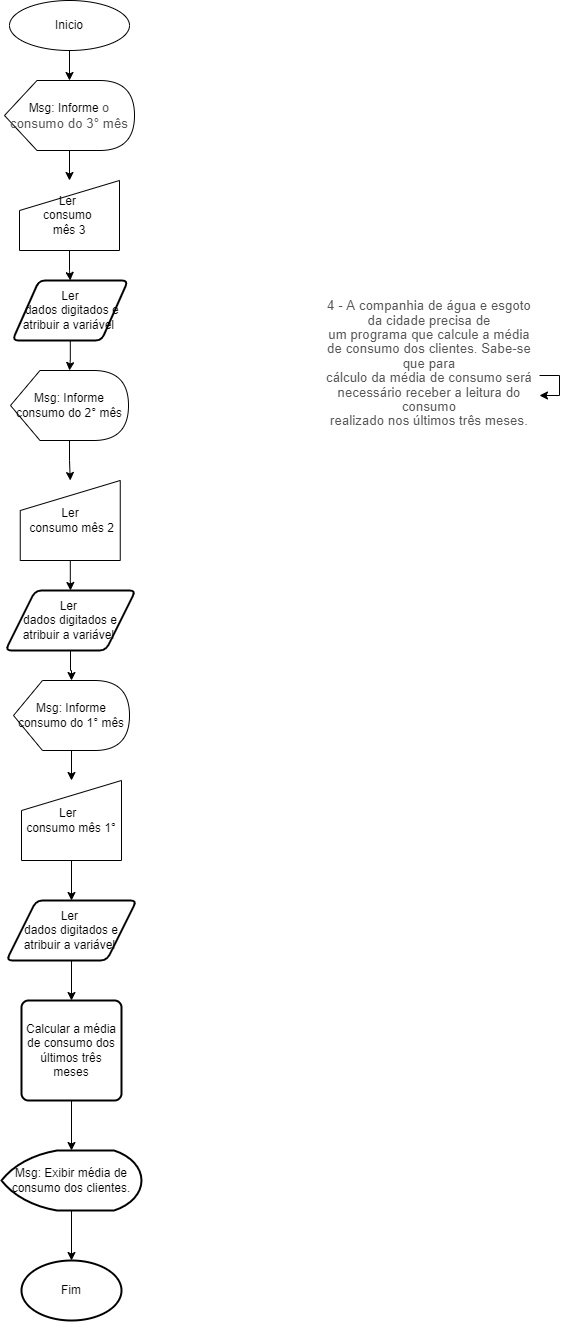 Inicio
Msg: Informe o
consumo do 3° mês
Ler
consumo
mês 3
Ler
dados digitados e
atribuir a variável
4 - A companhia de água e esgoto
da cidade precisa de
um programa que calcule a média
de consumo dos clientes. Sabe-se
que para
cálculo da média de consumo será
necessário receber a leitura do
consumo
realizado nos últimos três meses.
Msg: Informe
consumo do 2° mês
Ler
consumo mês 2
Ler
dados digitados e
atribuir a variável
Msg: Informe
consumo do 1° mês
Ler
consumo mês 1°
Ler
dados digitados e
atribuir a variável
Calcular a média
de consumo dos
últimos três
meses
Msg: Exibir média de
consumo dos clientes.
Fim